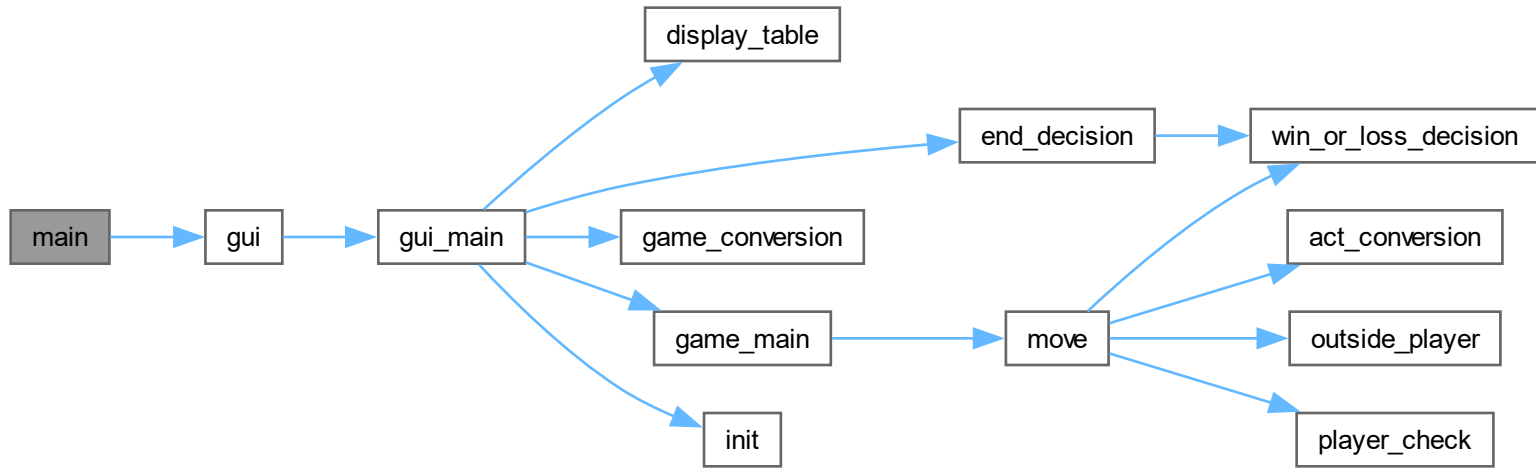 display_table
end_decision
win_or_loss_decision
main
gui
gui_main
game_conversion
act_conversion
game_main
move
outside_player
init
player_check